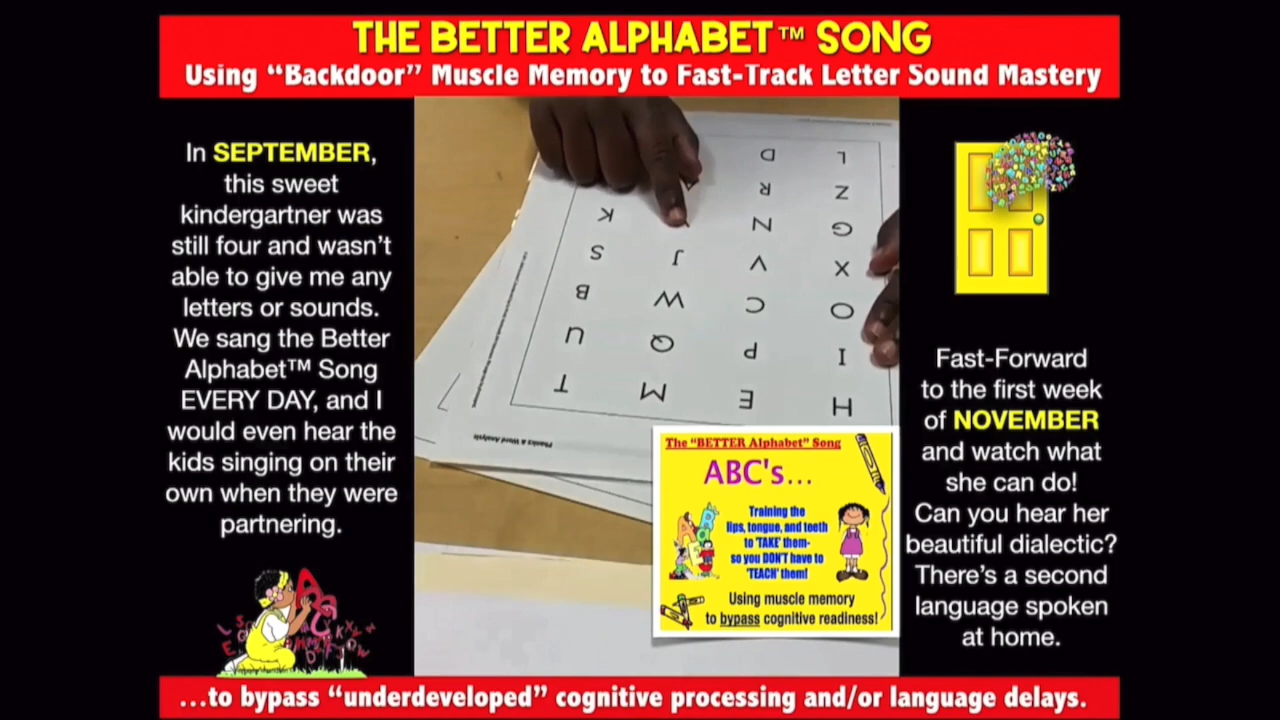 THE BETTER ALPHABET™ SONG
Using “Backdoor” Muscle Memory to Fast-Track Letter Sound Mastery
In SEPTEMBER,
this sweet
kindergartner was
still four and wasn’t
able to give me any
letters or sounds.
We sang the Better
Alphabet™ Song
EVERY DAY, and I
would even hear the
kids singing on their
own when they were
partnering.
L D
Z R
G N K
X V J S
O C W B
I P Q U
H E M T
Phonics & Word Analysis
The “BETTER Alphabet” Song
ABC's...
Training the
lips, tongue, and teeth
to 'TAKE' them-
so you DON'T have to
'TEACH' them!
Using muscle memory
to bypass cognitive readiness!
Fast-Forward
to the first week
of NOVEMBER
and watch what
she can do!
Can you hear her
beautiful dialectic?
There’s a second
language spoken
at home.
...to bypass “underdeveloped” cognitive processing and/or language delays.